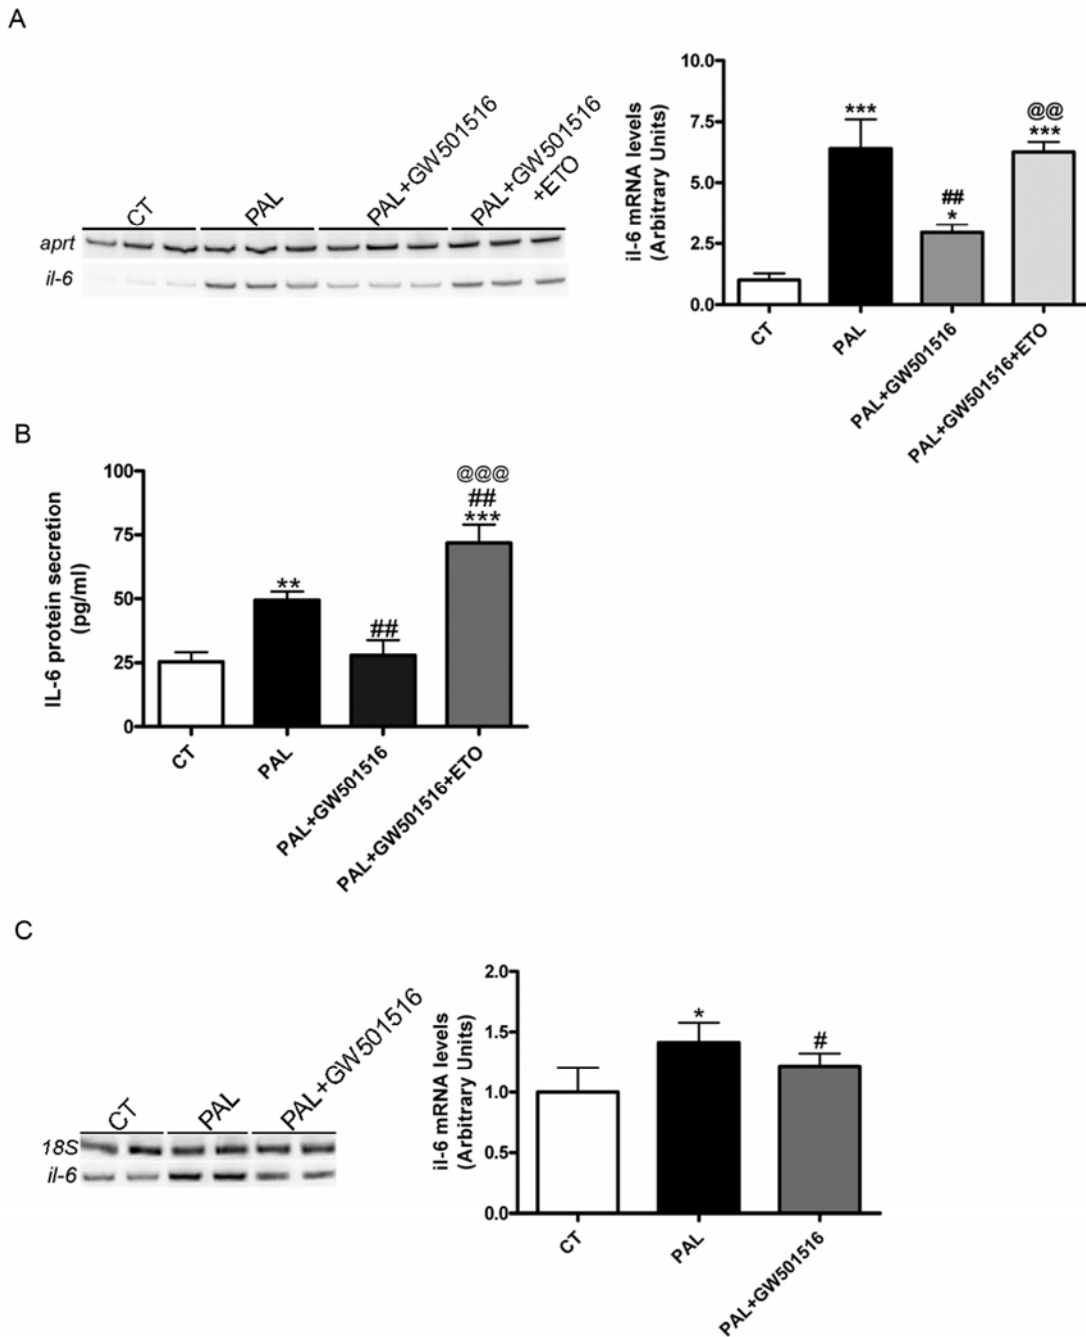 A
CT
PAL
PAL+GW501516
PAL+GW501516
+ETO
aprt
il-6
il-6 mRNA levels
(Arbitrary Units)
10.0
7.5
5.0
2.5
0.0
***
##
*
@@
***
CT
PAL
PAL+GW501516
PAL+GW501516+ETO
B
IL-6 protein secretion
(pg/ml)
100
75
50
25
0
**
##
@@@
##
***
CT
PAL
PAL+GW501516
PAL+GW501516+ETO
C
CT
PAL
PAL+GW501516
18S
il-6
il-6 mRNA levels
(Arbitrary Units)
2.0
1.5
1.0
0.5
0.0
*
#
CT
PAL
PAL+GW501516